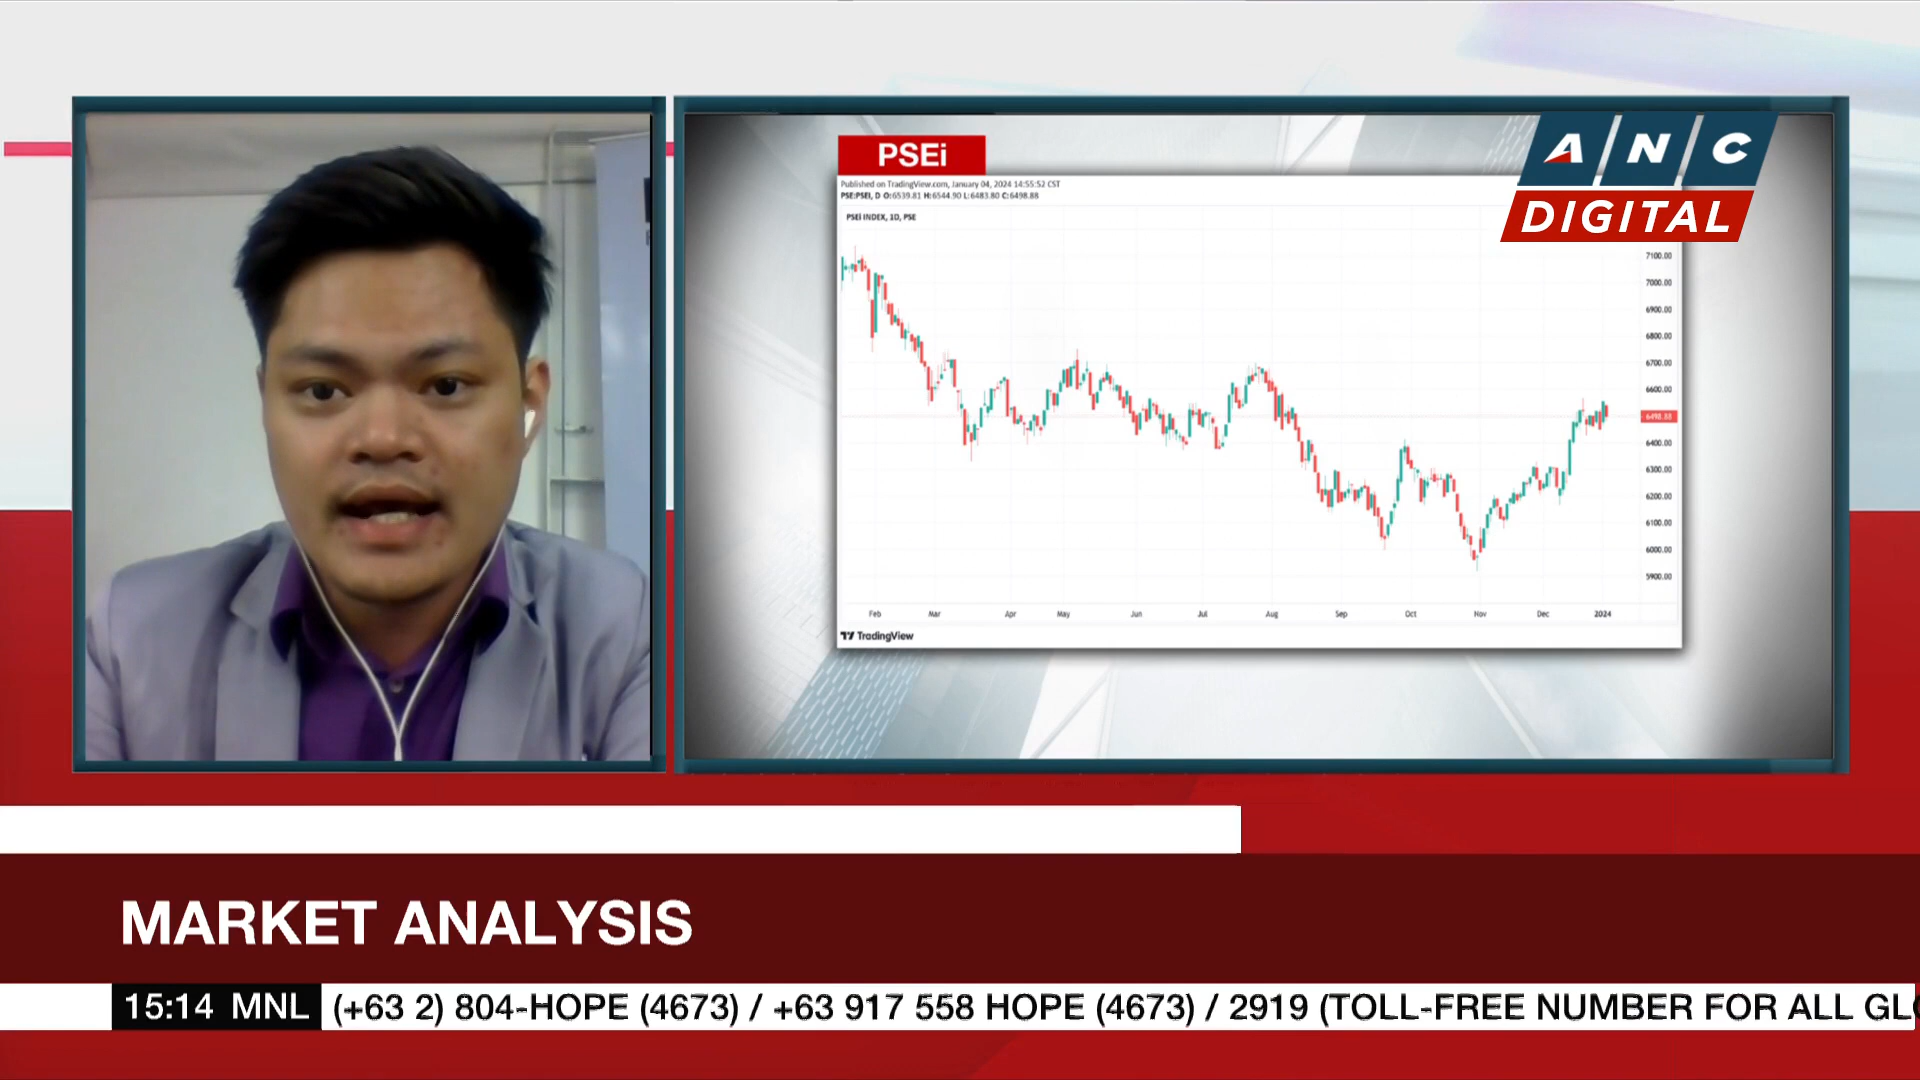 PSEi
ANC
DIGITAL
Published on TradingView.com, January 04, 2024 14:55:52 CST
PSE:PSEI, D O:6539.81 H:6544.90 L:6483.80 C:6498.88
PSEi INDEX, 1D, PSE
7100.00
7000.00
6900.00
6800.00
6700.00
6600.00
6498.88
6400.00
6300.00
6200.00
6100.00
6000.00
5900.00
Feb Mar Apr May Jun Jul Aug Sep Oct Nov Dec 2024
TradingView
MARKET ANALYSIS
15:14 MNL (+63 2) 804-HOPE (4673) / +63 917 558 HOPE (4673) / 2919 (TOLL-FREE NUMBER FOR ALL GLO